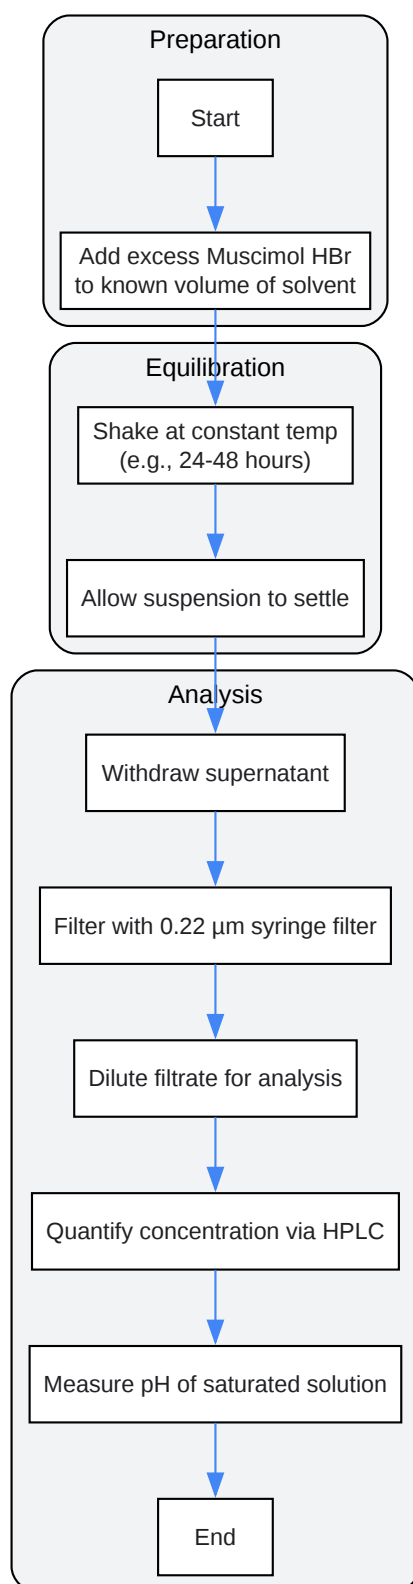 Preparation
Start
Add excess Muscimol HBr
to known volume of solvent
Equilibration
Shake at constant temp
(e.g., 24-48 hours)
Allow suspension to settle
Analysis
Withdraw supernatant
Filter with 0.22 µm syringe filter
Dilute filtrate for analysis
Quantify concentration via HPLC
Measure pH of saturated solution
End